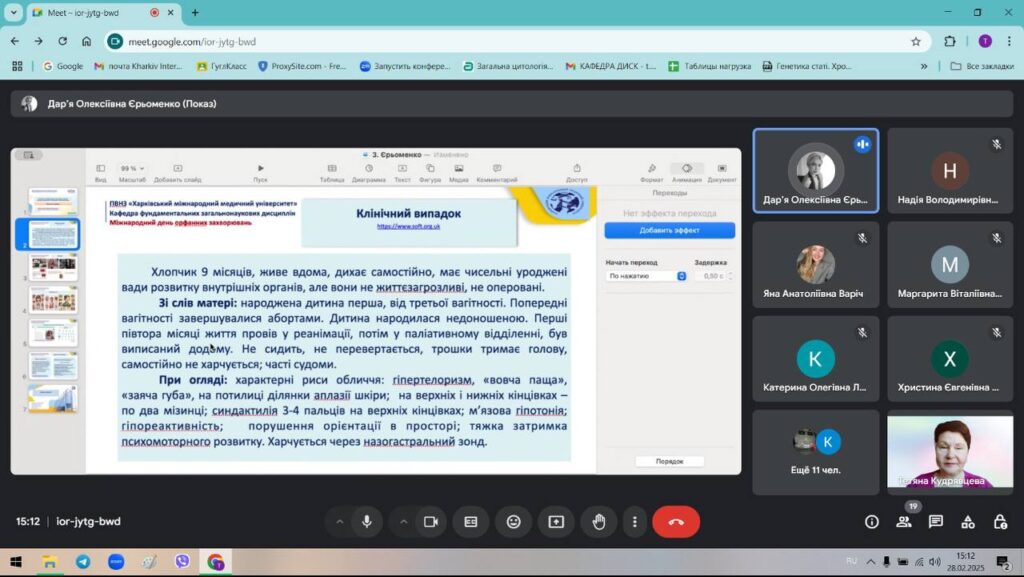 Meet – ior-jytg-bwd
meet.google.com/ior-jytg-bwd
Google
почта Kharkiv Inter...
ГуглКласс
ProxySite.com - Fre...
Запустить конфере...
Загальна цитологія...
КАФЕДРА ДИСК - t....
Таблицы нагрузка
Генетика стат. Хро...
Все закладки
Дар'я Олексіївна Єрьоменко (Показ)
3. Єрьоменко — Изменено
99 %
Вид
Масштаб
Добавить слайд
Пуск
Таблица
Диаграмма
Текст
Фигура
Медиа
Комментарий
Доступ
Формат
Анимация
Документ
1
2
3
4
5
6
7
ПВНЗ «Харківський міжнародний медичний університет»
Кафедра фундаментальних загальнонаукових дисциплін
Міжнародний день орфанних захворювань
Клінічний випадок
https://www.soft.org.uk
Хлопчик 9 місяців, живе вдома, дихає самостійно, має чисельні уроджені
вади розвитку внутрішніх органів, але вони не життєзагрозливі, не оперовані.
Зі слів матері: народжена дитина перша, від третьої вагітності. Попередні
вагітності завершувалися абортами. Дитина народилася недоношеною. Перші
півтора місяці життя провів у реанімації, потім у паліативному відділенні, був
виписаний додому. Не сидить, не перевертається, трошки тримає голову,
самостійно не харчується; часті судоми.
При огляді: характерні риси обличчя: гіпертелоризм, «вовча паща»,
«заяча губа», на потилиці ділянки аплазії шкіри; на верхніх і нижніх кінцівках –
по два мізинці; синдактилія 3-4 пальців на верхніх кінцівках; м'язова гіпотонія;
гіпореактивність; порушення орієнтації в просторі; тяжка затримка
психомоторного розвитку. Харчується через назогастральний зонд.
Переходы
Нет эффекта перехода
Добавить эффект
Начать переход
Задержка
По нажатию
0,50 с
Порядок
Дар'я Олексіївна Єрь...
Н
Надія Володимирівн...
Яна Анатоліївна Варіч
М
Маргарита Віталіївна...
К
Катерина Олегівна Л...
Х
Христина Євгенівна ...
К
Ещё 11 чел.
Тетяна Кудрявцева
15:12
ior-jytg-bwd
19
RU
15:12
28.02.2025
2